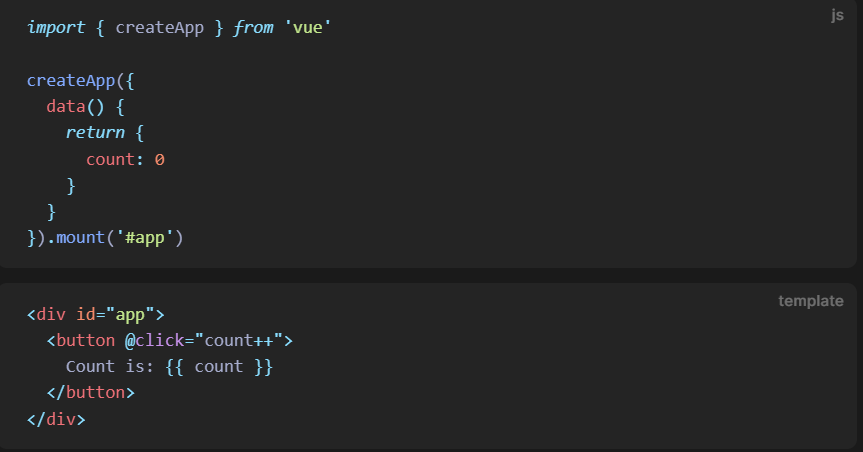 js
import { createApp } from 'vue'
createApp({
  data() {
    return {
      count: 0
    }
  }
}).mount('#app')
template
<div id="app">
  <button @click="count++">
    Count is: {{ count }}
  </button>
</div>